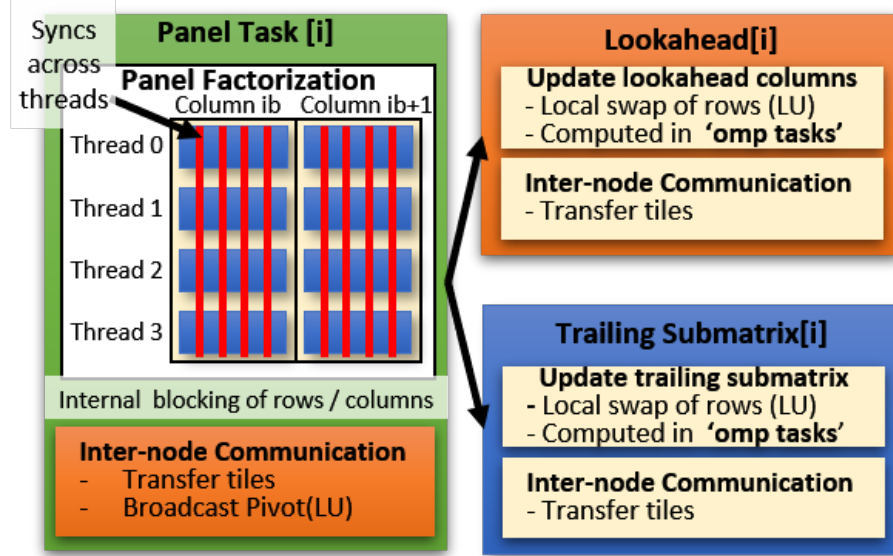 Syncs
across
threads
Panel Task [i]
Panel Factorization
Column ib
Column ib+1
Thread 0
Thread 1
Thread 2
Thread 3
Internal blocking of rows / columns
Inter-node Communication
- Transfer tiles
- Broadcast Pivot(LU)
Lookahead[i]
Update lookahead columns
- Local swap of rows (LU)
- Computed in ‘omp tasks’
Inter-node Communication
- Transfer tiles
Trailing Submatrix[i]
Update trailing submatrix
- Local swap of rows (LU)
- Computed in ‘omp tasks’
Inter-node Communication
- Transfer tiles